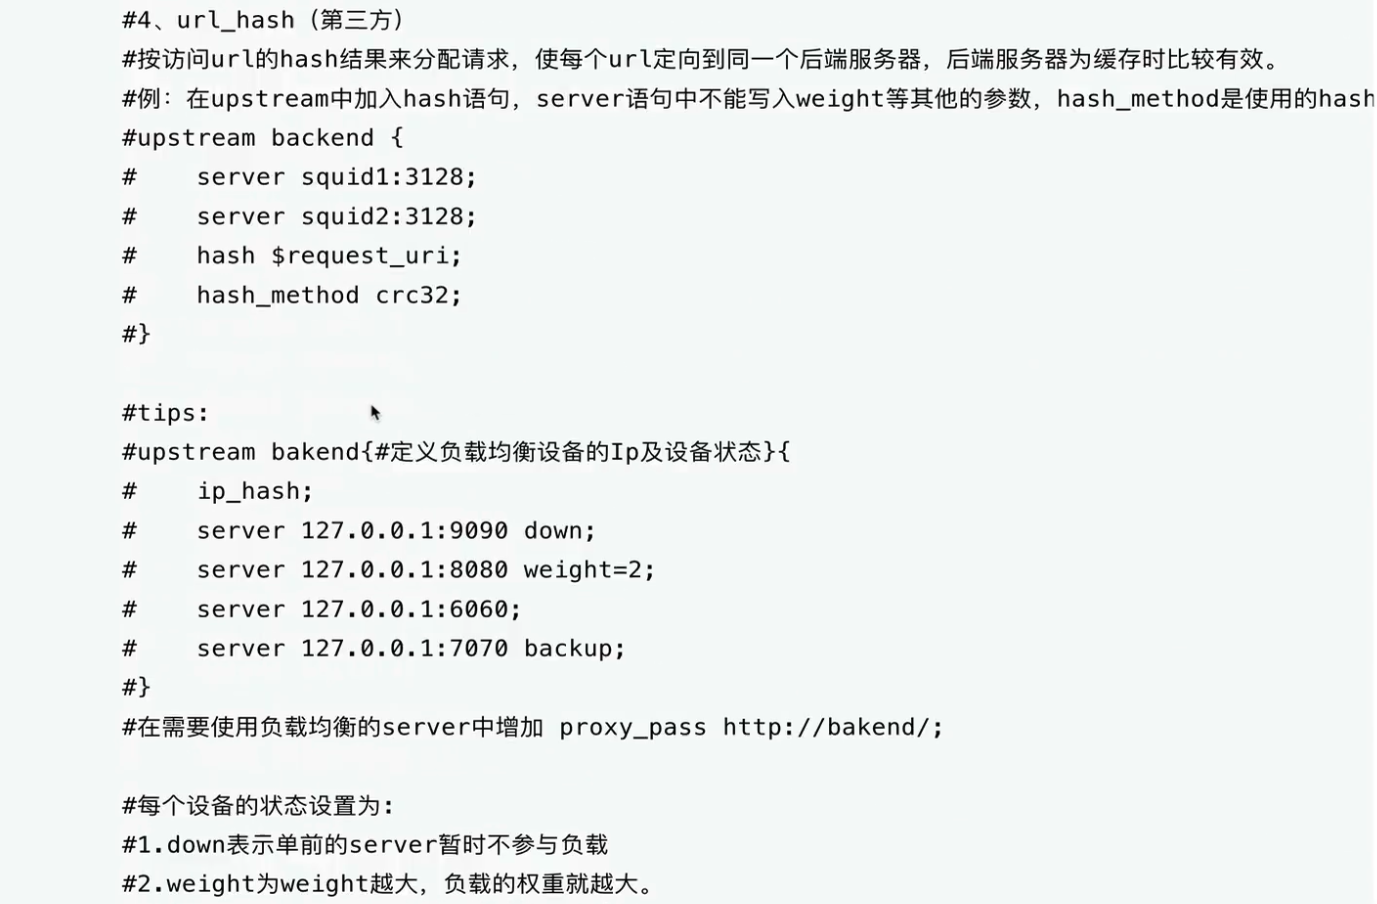 #4、url_hash（第三方）
#按访问url的hash结果来分配请求，使每个url定向到同一个后端服务器，后端服务器为缓存时比较有效。
#例：在upstream中加入hash语句，server语句中不能写入weight等其他的参数，hash_method是使用的hash
#upstream backend {
#    server squid1:3128;
#    server squid2:3128;
#    hash $request_uri;
#    hash_method crc32;
#}
#tips:
#upstream bakend{#定义负载均衡设备的Ip及设备状态}{
#    ip_hash;
#    server 127.0.0.1:9090 down;
#    server 127.0.0.1:8080 weight=2;
#    server 127.0.0.1:6060;
#    server 127.0.0.1:7070 backup;
#}
#在需要使用负载均衡的server中增加 proxy_pass http://bakend/;
#每个设备的状态设置为:
#1.down表示单前的server暂时不参与负载
#2.weight为weight越大，负载的权重就越大。